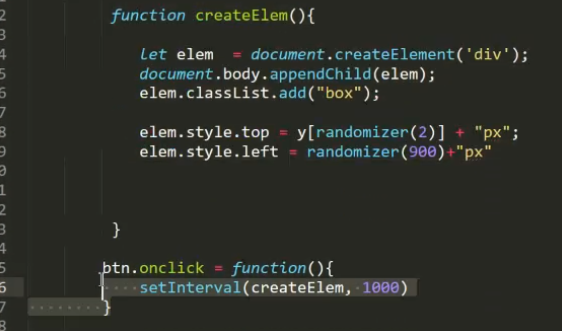 2 function createElem(){
3
4 let elem = document.createElement('div');
5 document.body.appendChild(elem);
6 elem.classList.add("box");
7
8 elem.style.top = y[randomizer(2)] + "px";
9 elem.style.left = randomizer(900)+"px"
0
1
2
3 }
4
5 btn.onclick = function(){
6 setInterval(createElem, 1000)
7 }
8